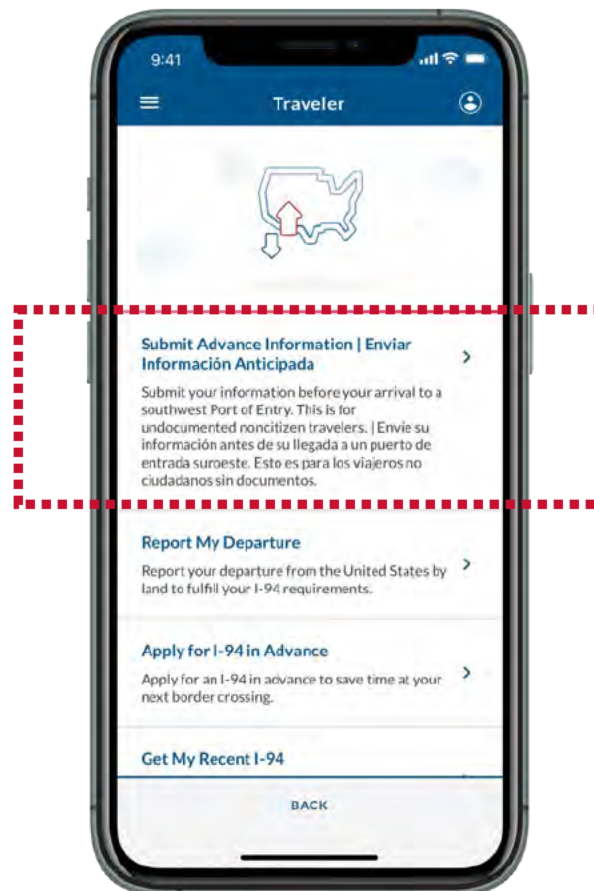 9:41
Traveler
Submit Advance Information | Enviar
Información Anticipada
Submit your information before your arrival to a
southwest Port of Entry. This is for
undocumented noncitizen travelers. | Envíe su
información antes de su llegada a un puerto de
entrada suroeste. Esto es para los viajeros no
ciudadanos sin documentos.
Report My Departure
Report your departure from the United States by
land to fulfill your I-94 requirements.
Apply for I-94 in Advance
Apply for an I-94 in advance to save time at your
next border crossing.
Get My Recent I-94
BACK